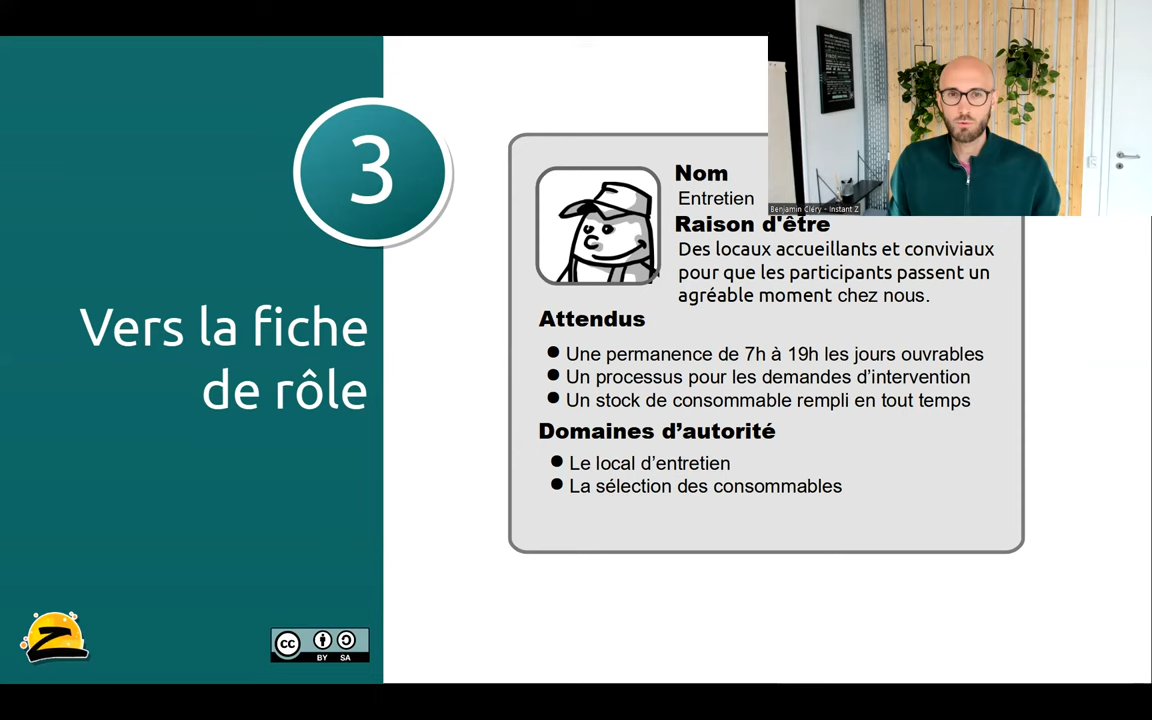 3
Vers la fiche
de rôle
Nom
Entretien
Raison d'être
Des locaux accueillants et conviviaux
pour que les participants passent un
agréable moment chez nous.
Attendus
● Une permanence de 7h à 19h les jours ouvrables
● Un processus pour les demandes d’intervention
● Un stock de consommable rempli en tout temps
Domaines d’autorité
● Le local d’entretien
● La sélection des consommables
Benjamin Cléry - Instant Z
Z
cc
BY SA